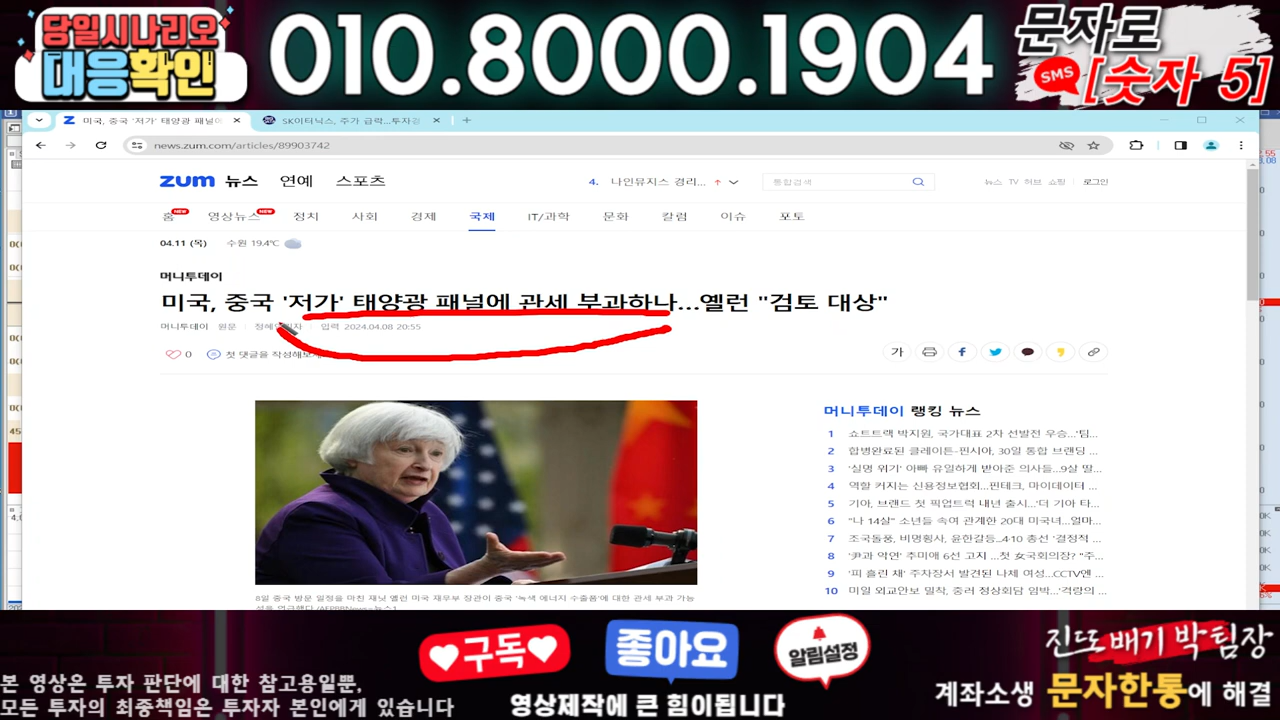 당일시나리오
대응확인
010.8000.1904
문자로
SMS
[숫자 5]
미국, 중국 '저가' 태양광 패널에
SK이터닉스, 주가 급락...투자경
news.zum.com/articles/89903742
zum 뉴스 연예 스포츠
4. 나인뮤지스 경리...
통합검색
뉴스 TV 허브 쇼핑 로그인
홈 NEW 영상뉴스 NEW 정치 사회 경제 국제 IT/과학 문화 칼럼 이슈 포토
04.11 (목) 수원 19.4℃
머니투데이
미국, 중국 '저가' 태양광 패널에 관세 부과하나...옐런 "검토 대상"
머니투데이 원문 입력 2024.04.08 20:55
0 첫 댓글을 작성해보세
가
머니투데이 랭킹 뉴스
1 쇼트트랙 박지원, 국가대표 2차 선발전 우승..."팀...
2 합병완료된 클레이튼-핀시아, 30일 통합 브랜딩 ...
3 '실명 위기' 아빠 유일하게 받아준 의사들...9살 딸...
4 역할 커지는 신용정보협회...핀테크, 마이데이터 ...
5 기아, 브랜드 첫 픽업트럭 내년 출시...'더 기아 타...
6 "나 14살" 소년들 속여 관계한 20대 미국녀...얼마...
7 조국돌풍, 비명횡사, 윤한갈등..4·10 총선 '결정적 ...
8 '尹과 악연' 추미애 6선 고지 ...첫 女국회의장? "주...
9 '피 흘린 채' 주차장서 발견된 나체 여성...CCTV엔 ...
10 미일 외교안보 밀착, 중러 정상회담 임박..."격랑의 ...
8일 중국 방문 일정을 마친 재닛 옐런 미국 재무부 장관이 중국 '녹색 에너지 수출품'에 대한 관세 부과 가능
성을 언급했다./AFPBBNews=뉴스1
구독
좋아요
알림설정
진또배기 박팀장
본 영상은 투자 판단에 대한 참고용일뿐,
모든 투자의 최종책임은 투자자 본인에게 있습니다
영상제작에 큰 힘이됩니다
계좌소생 문자한통에 해결